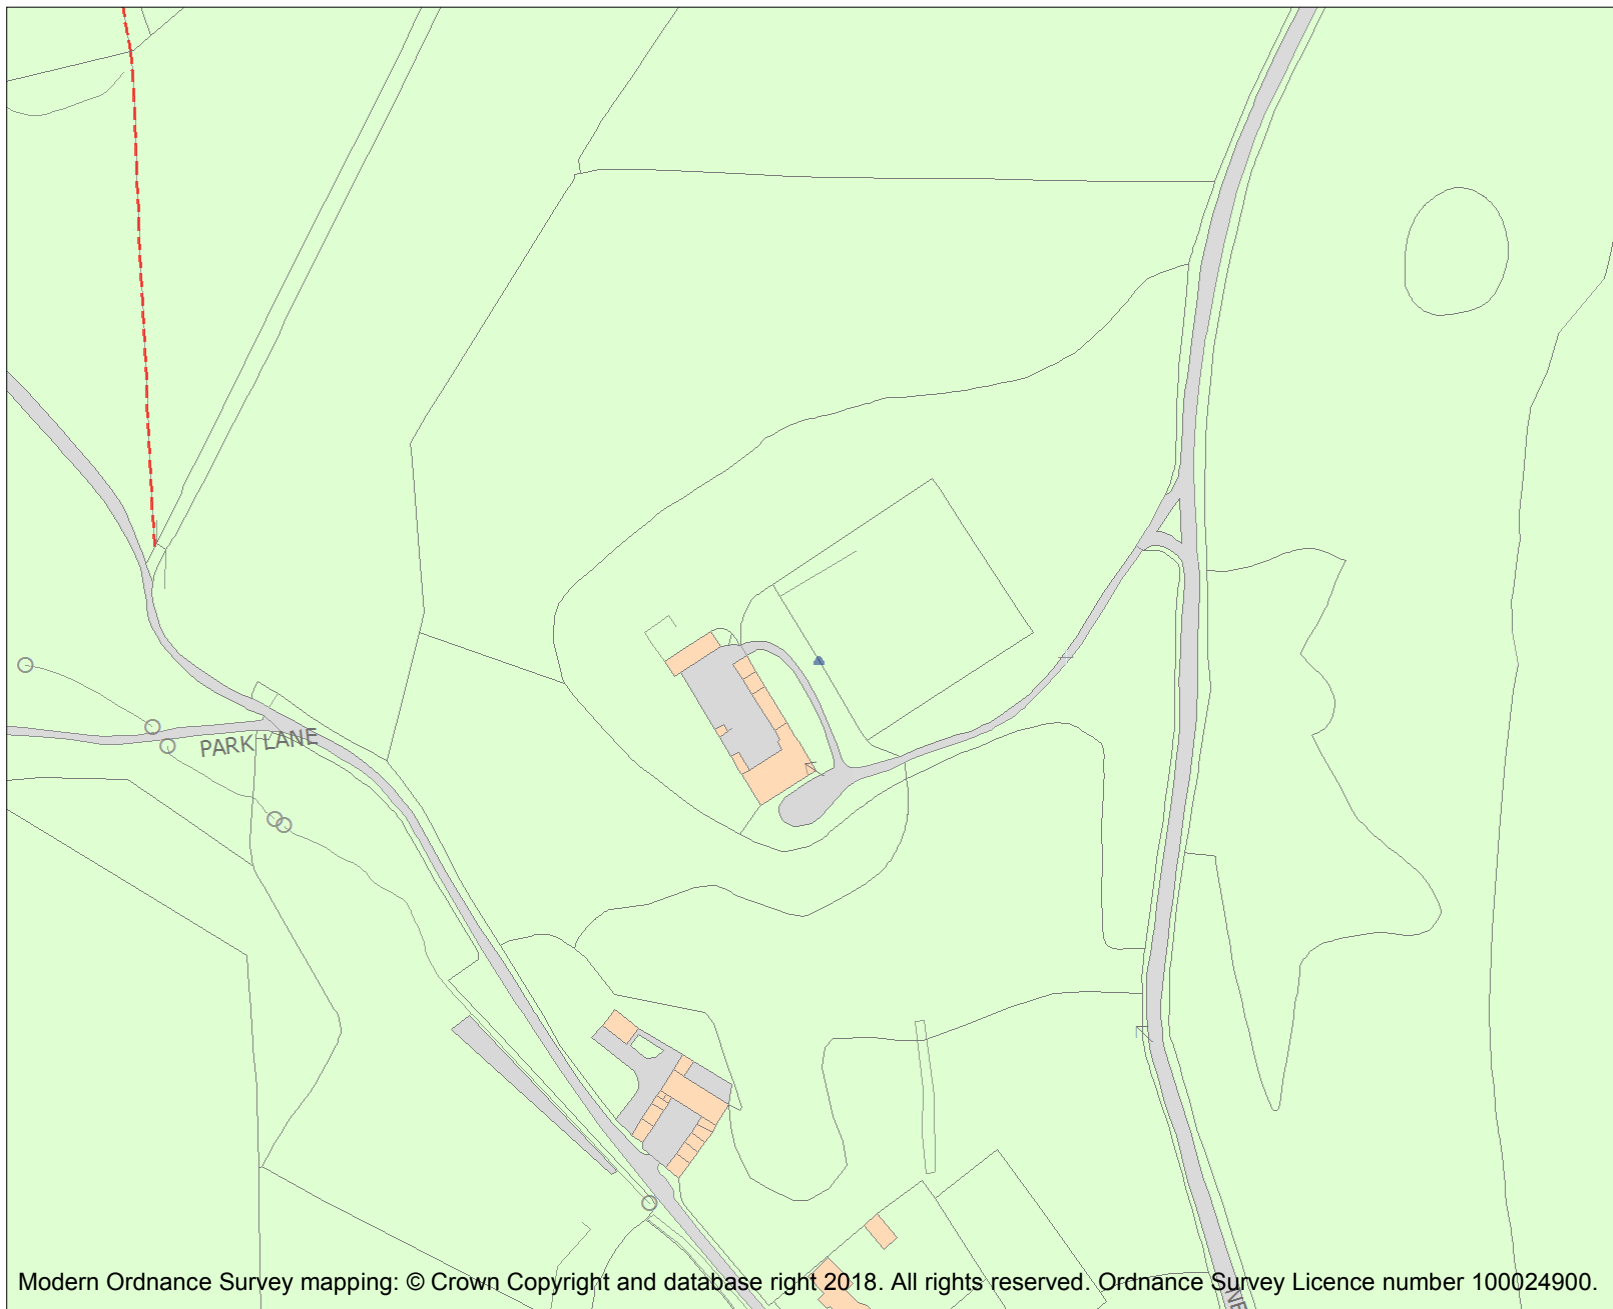 PARK LANE
Modern Ordnance Survey mapping: © Crown Copyright and database right 2018. All rights reserved. Ordnance Survey Licence number 100024900.